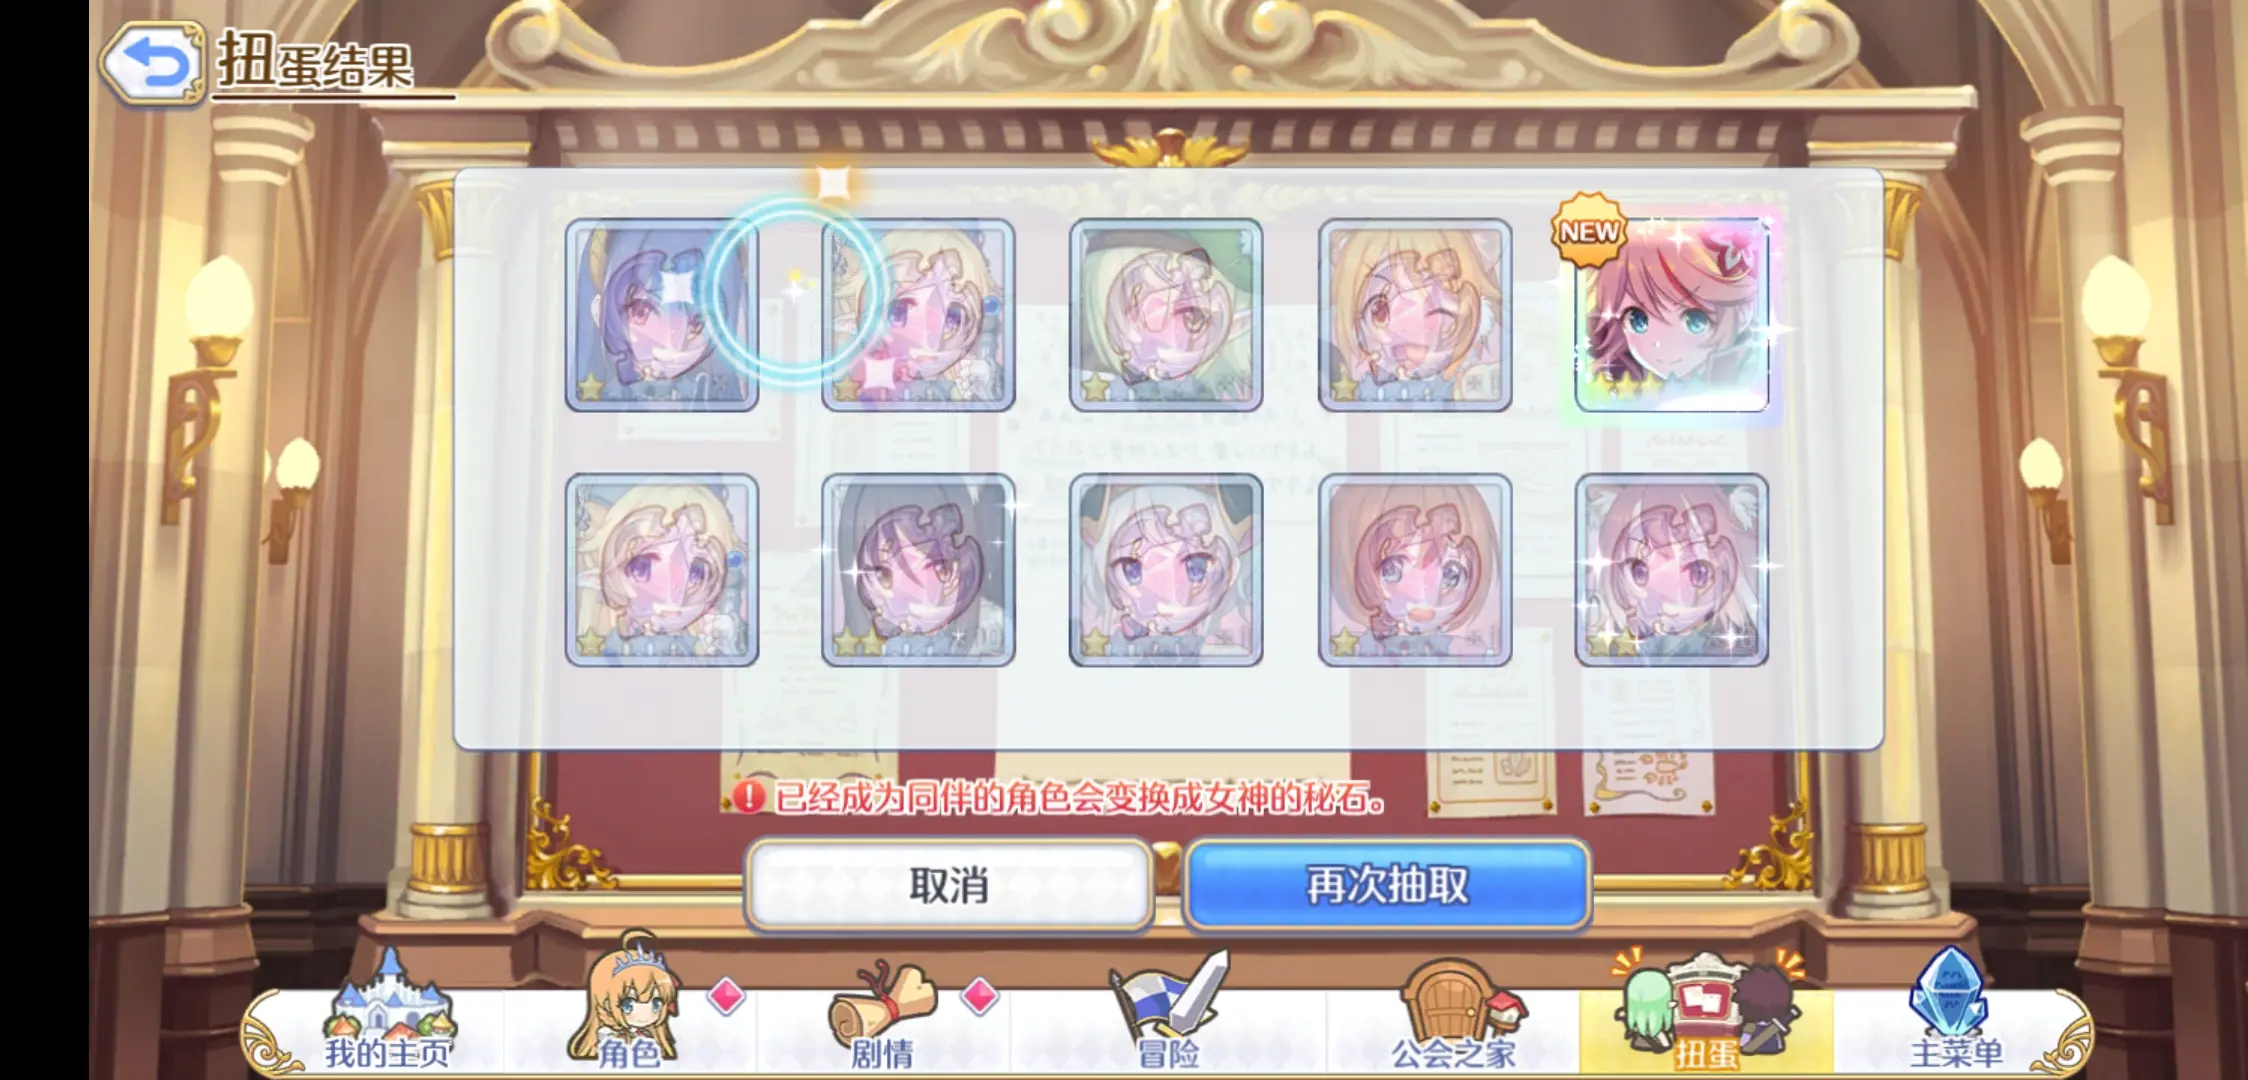 扭蛋结果
NEW
已经成为同伴的角色会变换成女神的秘石。
取消
再次抽取
我的主页
角色
剧情
冒险
公会之家
扭蛋
主菜单